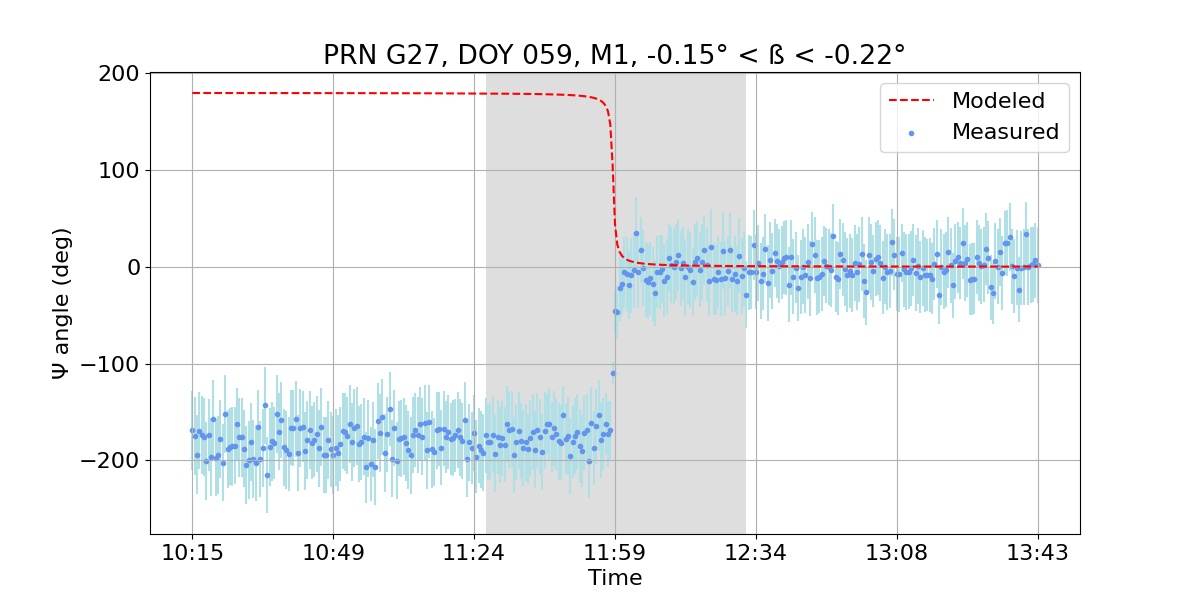 PRN G27, DOY 059, M1, -0.15° < ß < -0.22°
200
100
0
−100
−200
Ψ angle (deg)
Modeled
Measured
10:15 10:49 11:24 11:59 12:34 13:08 13:43
Time